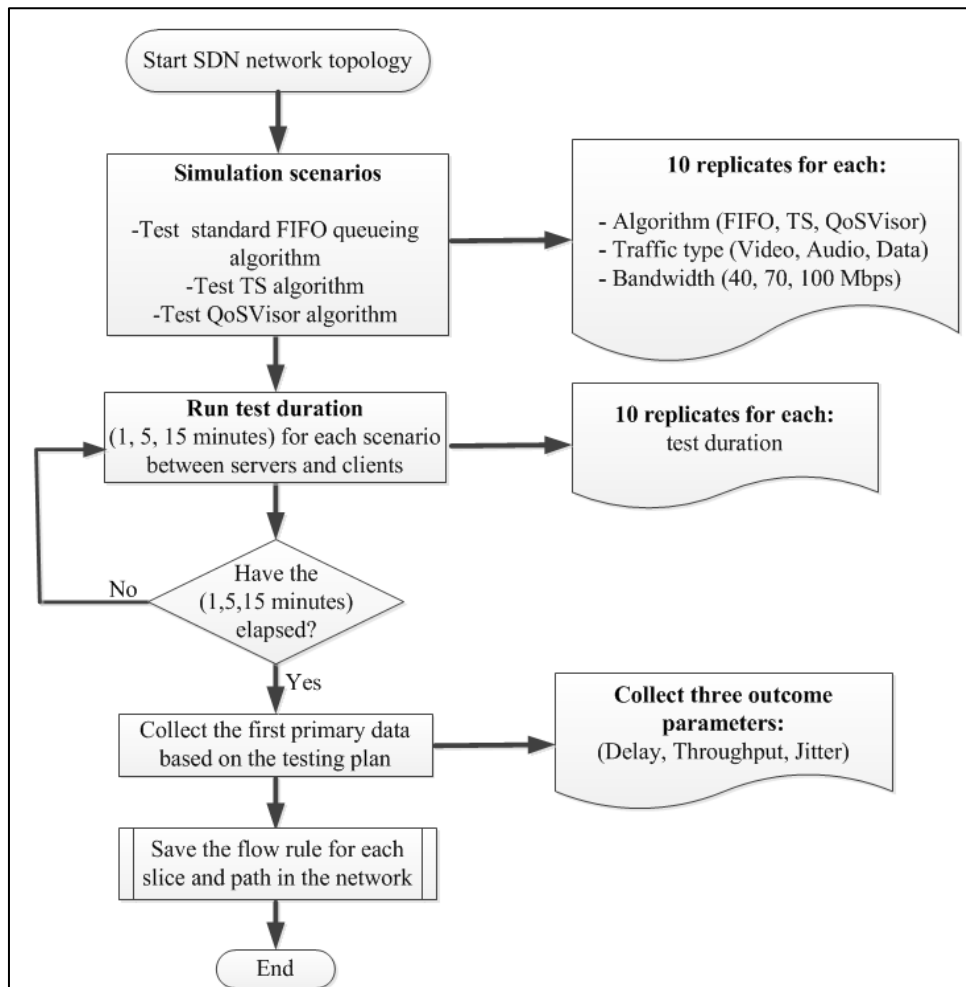 Start SDN network topology
Simulation scenarios
-Test standard FIFO queueing
algorithm
-Test TS algorithm
-Test QoSVisor algorithm
10 replicates for each:
- Algorithm (FIFO, TS, QoSVisor)
- Traffic type (Video, Audio, Data)
- Bandwidth (40, 70, 100 Mbps)
Run test duration
(1, 5, 15 minutes) for each scenario
between servers and clients
10 replicates for each:
test duration
Have the
(1,5,15 minutes)
elapsed?
No
Yes
Collect the first primary data
based on the testing plan
Collect three outcome
parameters:
(Delay, Throughput, Jitter)
Save the flow rule for each
slice and path in the network
End